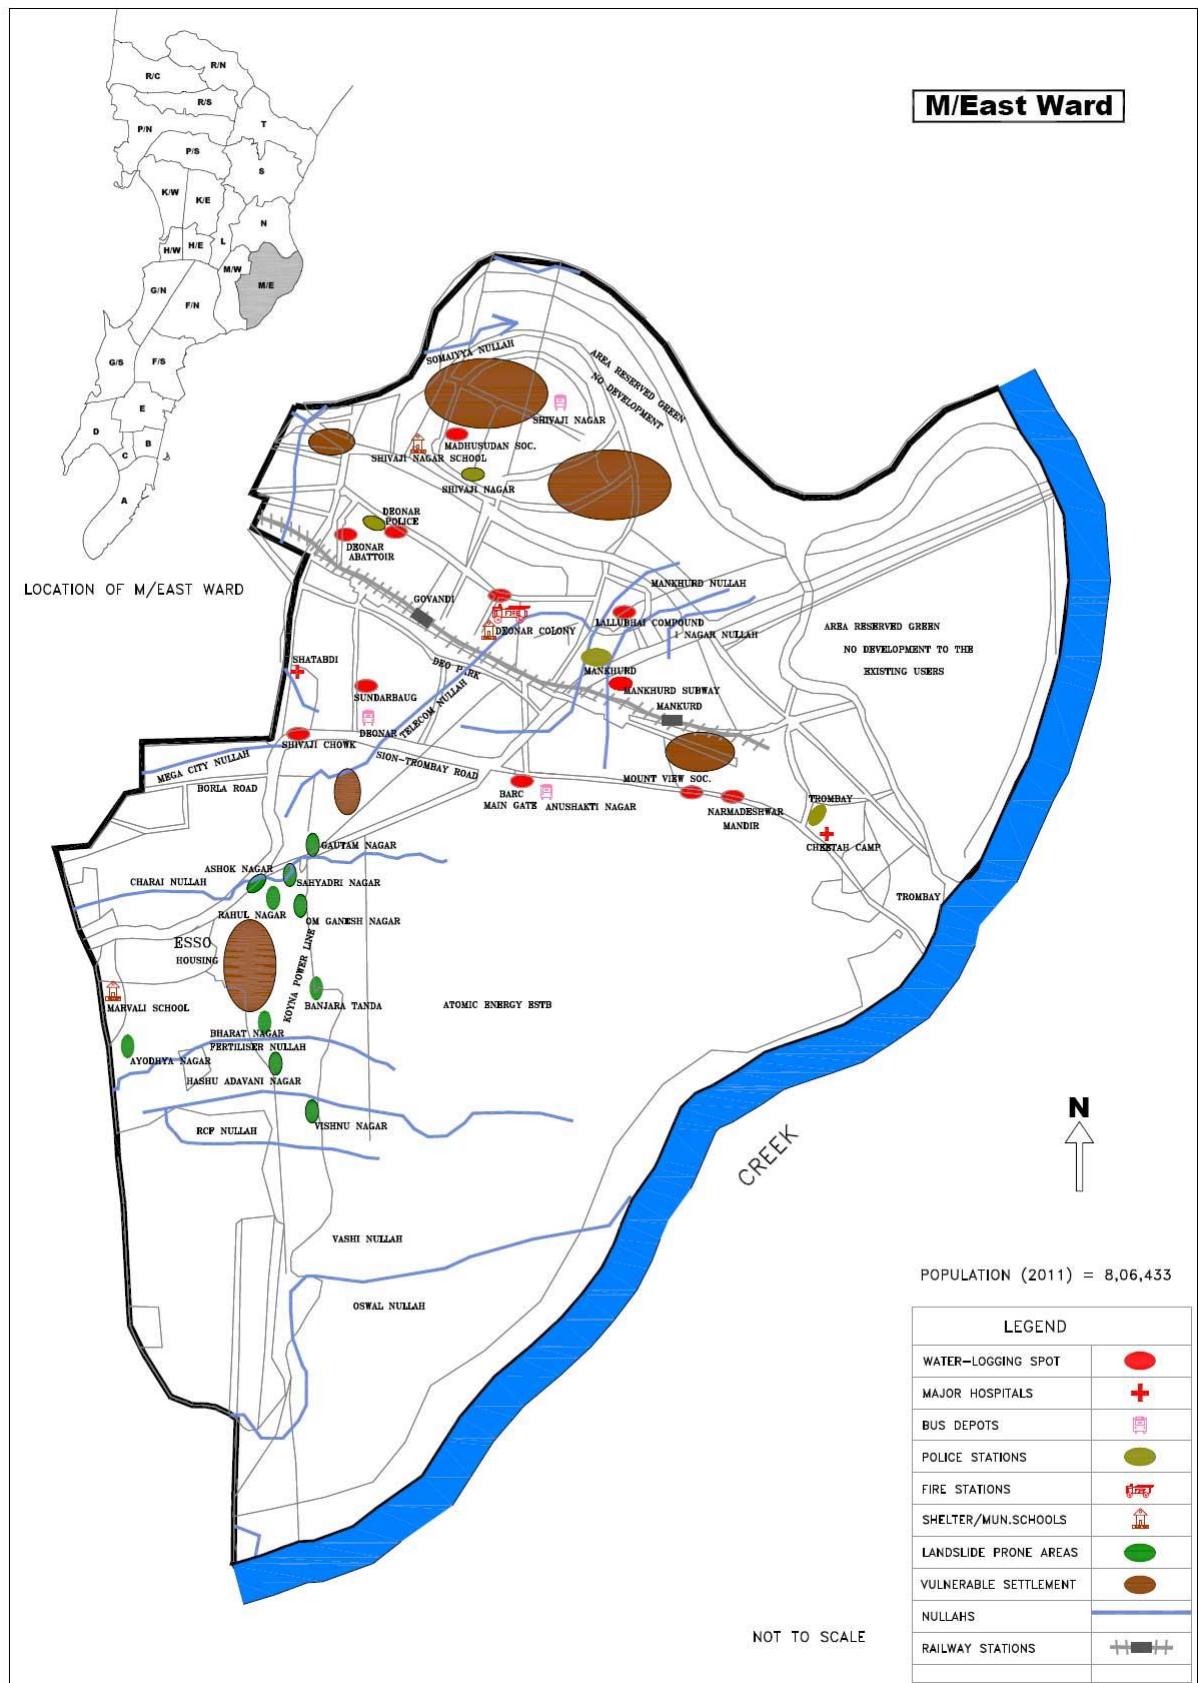 M/East Ward
R/N
R/C
R/S
T
P/N
P/S
S
K/W
K/E
N
L
H/E
H/W
M/W
M/E
G/N
F/N
G/S
F/S
E
D
B
C
A
LOCATION OF M/EAST WARD
SOMAIYYA NULLAH
AREA RESERVED GREEN
NO DEVELOPMENT
SHIVAJI NAGAR
MADHUSUDAN SOC.
SHIVAJI NAGAR SCHOOL
SHIVAJI NAGAR
DEONAR
POLICE
DEONAR
ABATTOIR
GOVANDI
MANKHURD NULLAH
FIRE
LALLUBHAI COMPOUND
DEONAR COLONY
I NAGAR NULLAH
AREA RESERVED GREEN
NO DEVELOPMENT TO THE
EXISTING USERS
SHATABDI
DEO PARK
MANKHURD
SUNDARBAUG
MANKHURD SUBWAY
MANKURD
TELECOM NULLAH
DEONAR
SHIVAJI CHOWK
MEGA CITY NULLAH
SION-TROMBAY ROAD
BORLA ROAD
MOUNT VIEW SOC.
BARC
MAIN GATE
ANUSHAKTI NAGAR
NARMADESHWAR
MANDIR
TROMBAY
CHEETAH CAMP
GAUTAM NAGAR
ASHOK NAGAR
CHARAI NULLAH
SAHYADRI NAGAR
TROMBAY
RAHUL NAGAR
OM GANESH NAGAR
ESSO
HOUSING
KOYNA POWER LINE
MARVALI SCHOOL
BANJARA TANDA
ATOMIC ENERGY ESTB
BHARAT NAGAR
FERTILISER NULLAH
AYODHYA NAGAR
HASHU ADAVANI NAGAR
VISHNU NAGAR
RCF NULLAH
CREEK
N
VASHI NULLAH
OSWAL NULLAH
POPULATION (2011) = 8,06,433
LEGEND
WATER-LOGGING SPOT
MAJOR HOSPITALS
BUS DEPOTS
POLICE STATIONS
FIRE STATIONS
FIRE
SHELTER/MUN.SCHOOLS
LANDSLIDE PRONE AREAS
VULNERABLE SETTLEMENT
NULLAHS
RAILWAY STATIONS
NOT TO SCALE